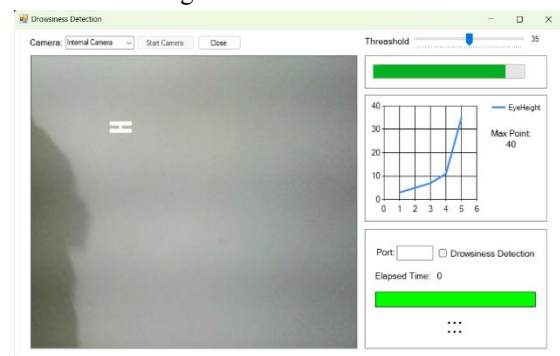 Drowsiness Detection
Camera: Internal Camera Start Camera Close
Threashold 35
40
30
20
10
0
0 1 2 3 4 5 6
EyeHeight
Max Point:
40
Port: Drowsiness Detection
Elapsed Time: 0